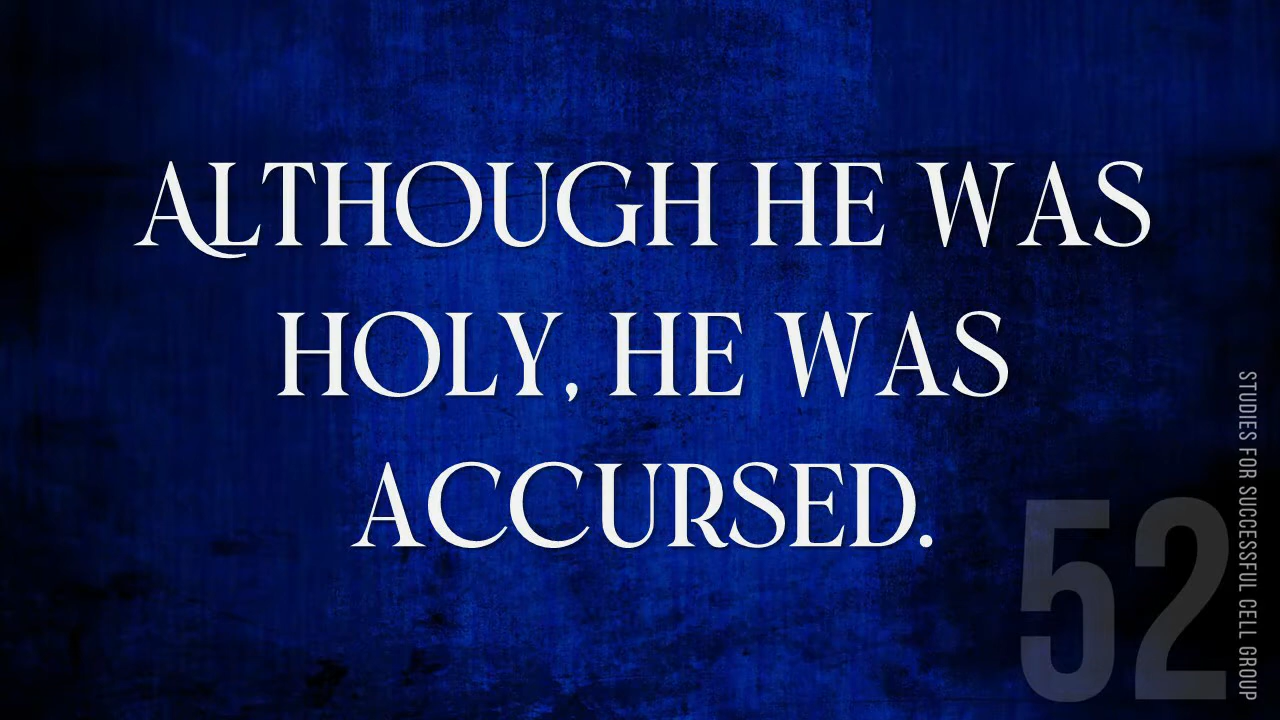 ALTHOUGH HE WAS
HOLY, HE WAS
ACCURSED.
52
STUDIES FOR SUCCESSFUL CELL GROUP